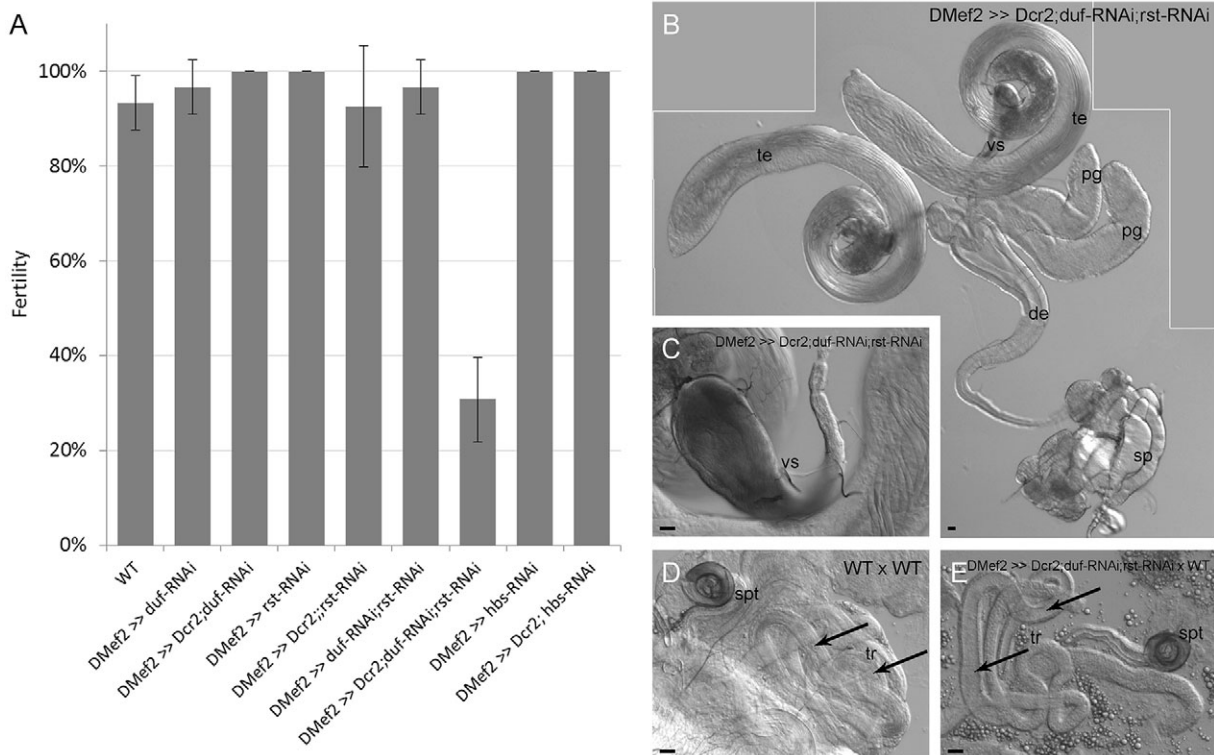 A
100%
80%
60%
40%
20%
0%
Fertility
WT
DMef2 >> duf-RNAi
DMef2 >> Dcr2;duf-RNAi
DMef2 >> rst-RNAi
DMef2 >> Dcr2;;rst-RNAi
DMef2 >> duf-RNAi;rst-RNAi
DMef2 >> Dcr2;duf-RNAi;rst-RNAi
DMef2 >> hbs-RNAi
DMef2 >> Dcr2;;hbs-RNAi
B
DMef2 >> Dcr2;duf-RNAi;rst-RNAi
te
te
vs
pg
pg
de
sp
C
DMef2 >> Dcr2;duf-RNAi;rst-RNAi
vs
D
WT x WT
spt
tr
E
DMef2 >> Dcr2;duf-RNAi;rst-RNAi x WT
tr
spt